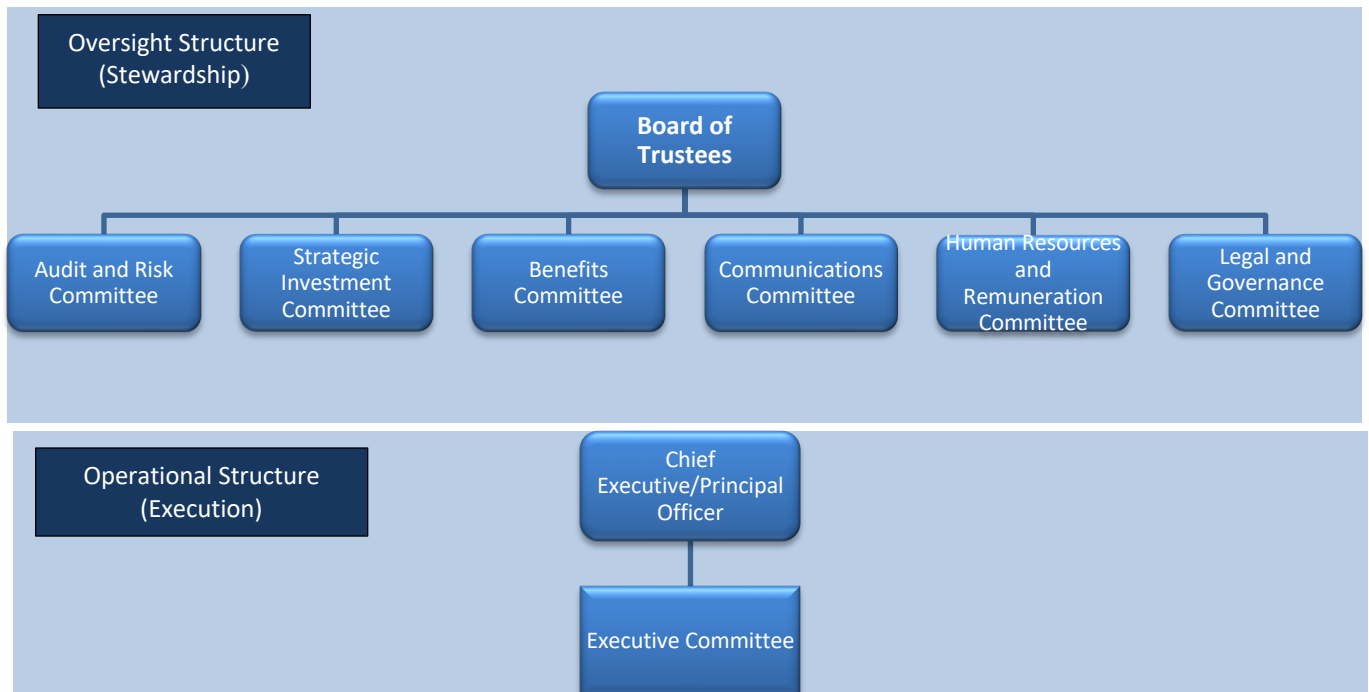 Oversight Structure
(Stewardship)
Board of
Trustees
Audit and Risk
Committee
Strategic
Investment
Committee
Benefits
Committee
Communications
Committee
Human Resources
and
Remuneration
Committee
Legal and
Governance
Committee
Operational Structure
(Execution)
Chief
Executive/Principal
Officer
Executive Committee